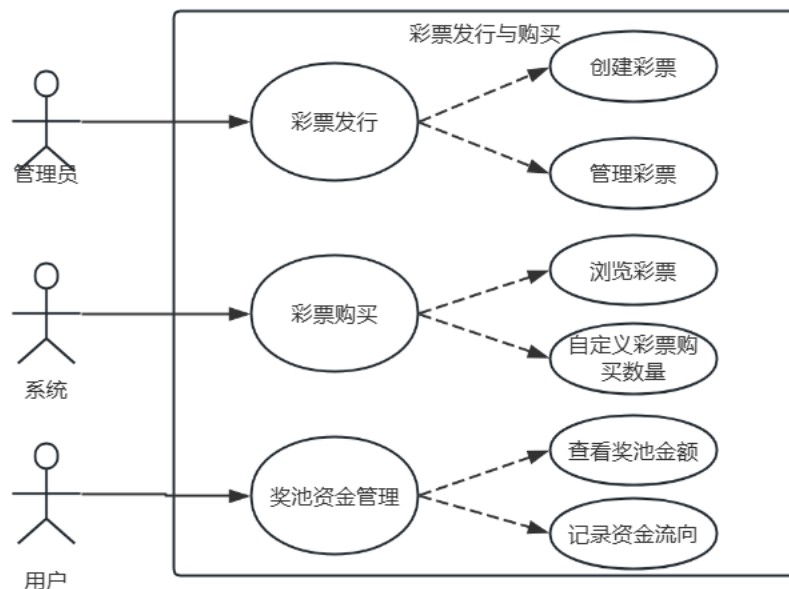 彩票发行与购买
管理员
彩票发行
创建彩票
管理彩票
系统
彩票购买
浏览彩票
自定义彩票购
买数量
用户
奖池资金管理
查看奖池金额
记录资金流向